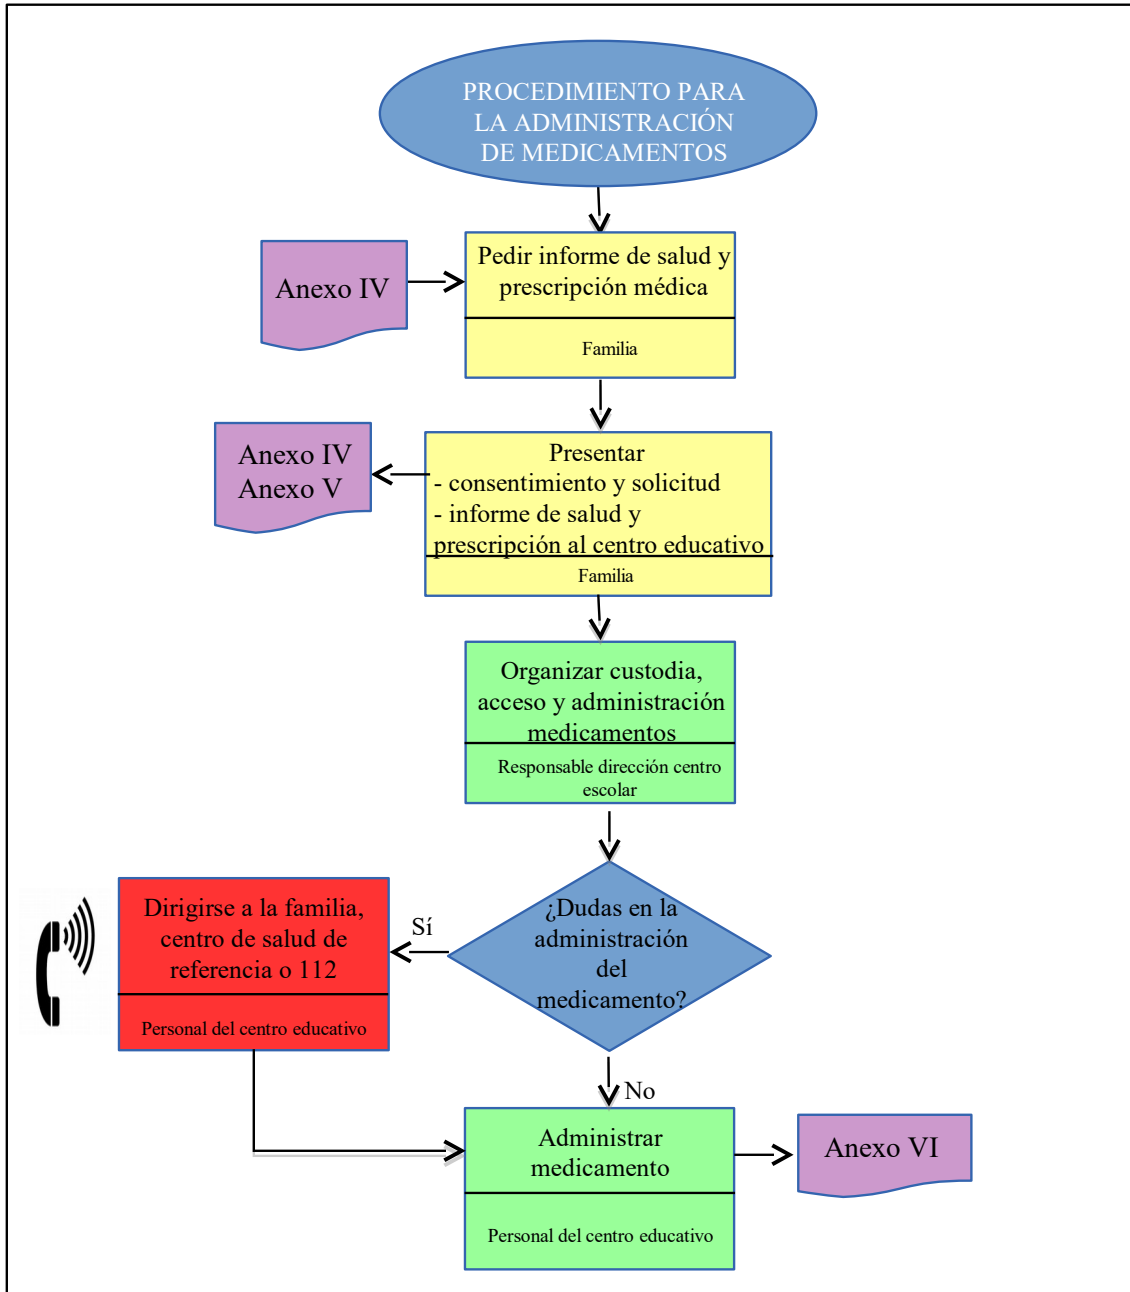 PROCEDIMIENTO PARA
LA ADMINISTRACIÓN
DE MEDICAMENTOS
Anexo IV
Pedir informe de salud y
prescripción médica
Familia
Anexo IV
Anexo V
Presentar
- consentimiento y solicitud
- informe de salud y
prescripción al centro educativo
Familia
Organizar custodia,
acceso y administración
medicamentos
Responsable dirección centro
escolar
¿Dudas en la
administración
del
medicamento?
Sí
Dirigirse a la familia,
centro de salud de
referencia o 112
Personal del centro educativo
No
Administrar
medicamento
Personal del centro educativo
Anexo VI